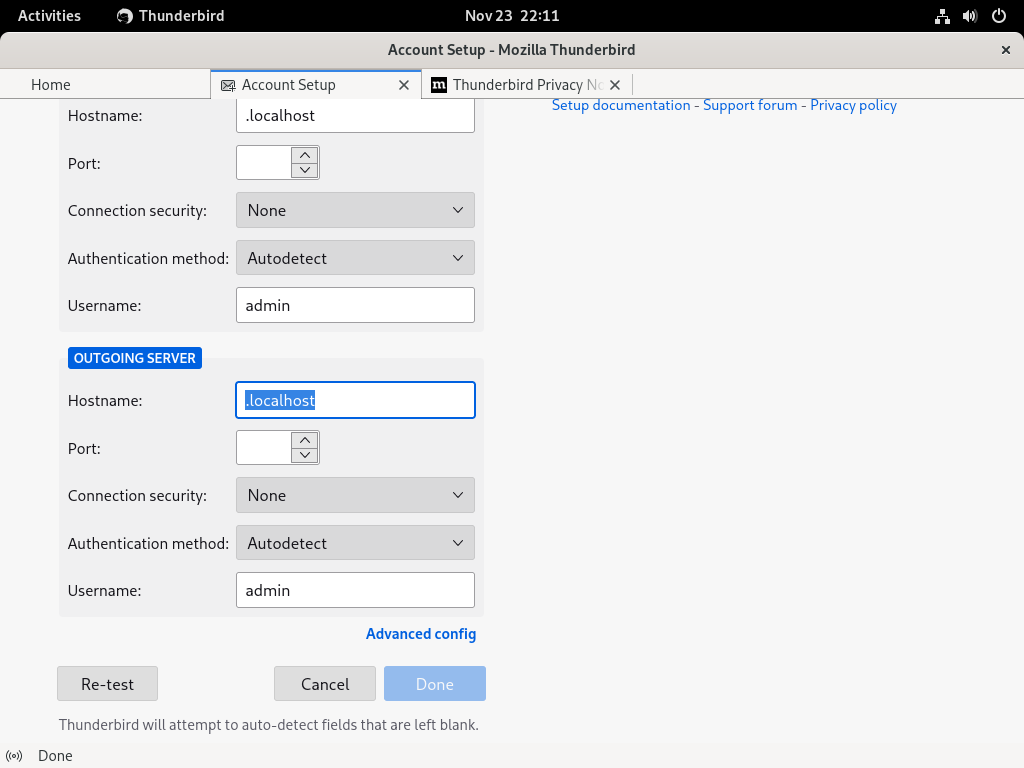 Activities Thunderbird Nov 23 22:11
Account Setup - Mozilla Thunderbird
Home Account Setup Thunderbird Privacy No
Hostname: .localhost Setup documentation - Support forum - Privacy policy
Port:
Connection security: None
Authentication method: Autodetect
Username: admin
OUTGOING SERVER
Hostname: .localhost
Port:
Connection security: None
Authentication method: Autodetect
Username: admin
Advanced config
Re-test Cancel Done
Thunderbird will attempt to auto-detect fields that are left blank.
Done